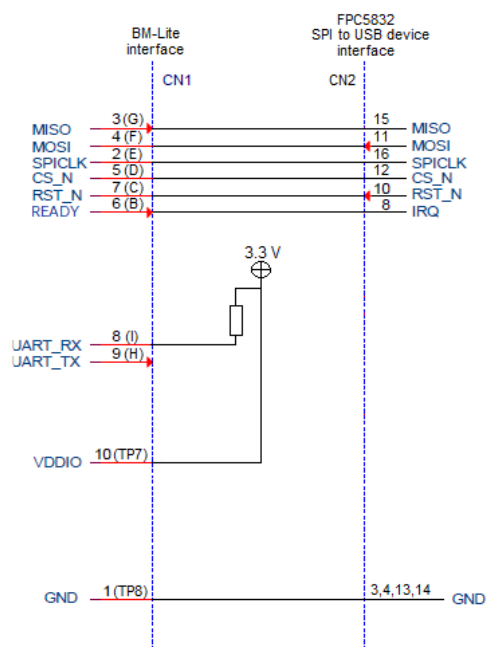 BM-Lite
interface
FPC5832
SPI to USB device
interface
CN1
CN2
MISO 3 (G) 15 MISO
MOSI 4 (F) 11 MOSI
SPICLK 2 (E) 16 SPICLK
CS_N 5 (D) 12 CS_N
RST_N 7 (C) 10 RST_N
READY 6 (B) 8 IRQ
3.3 V
UART_RX 8 (I)
UART_TX 9 (H)
VDDIO 10 (TP7)
GND 1 (TP8) 3,4,13,14 GND